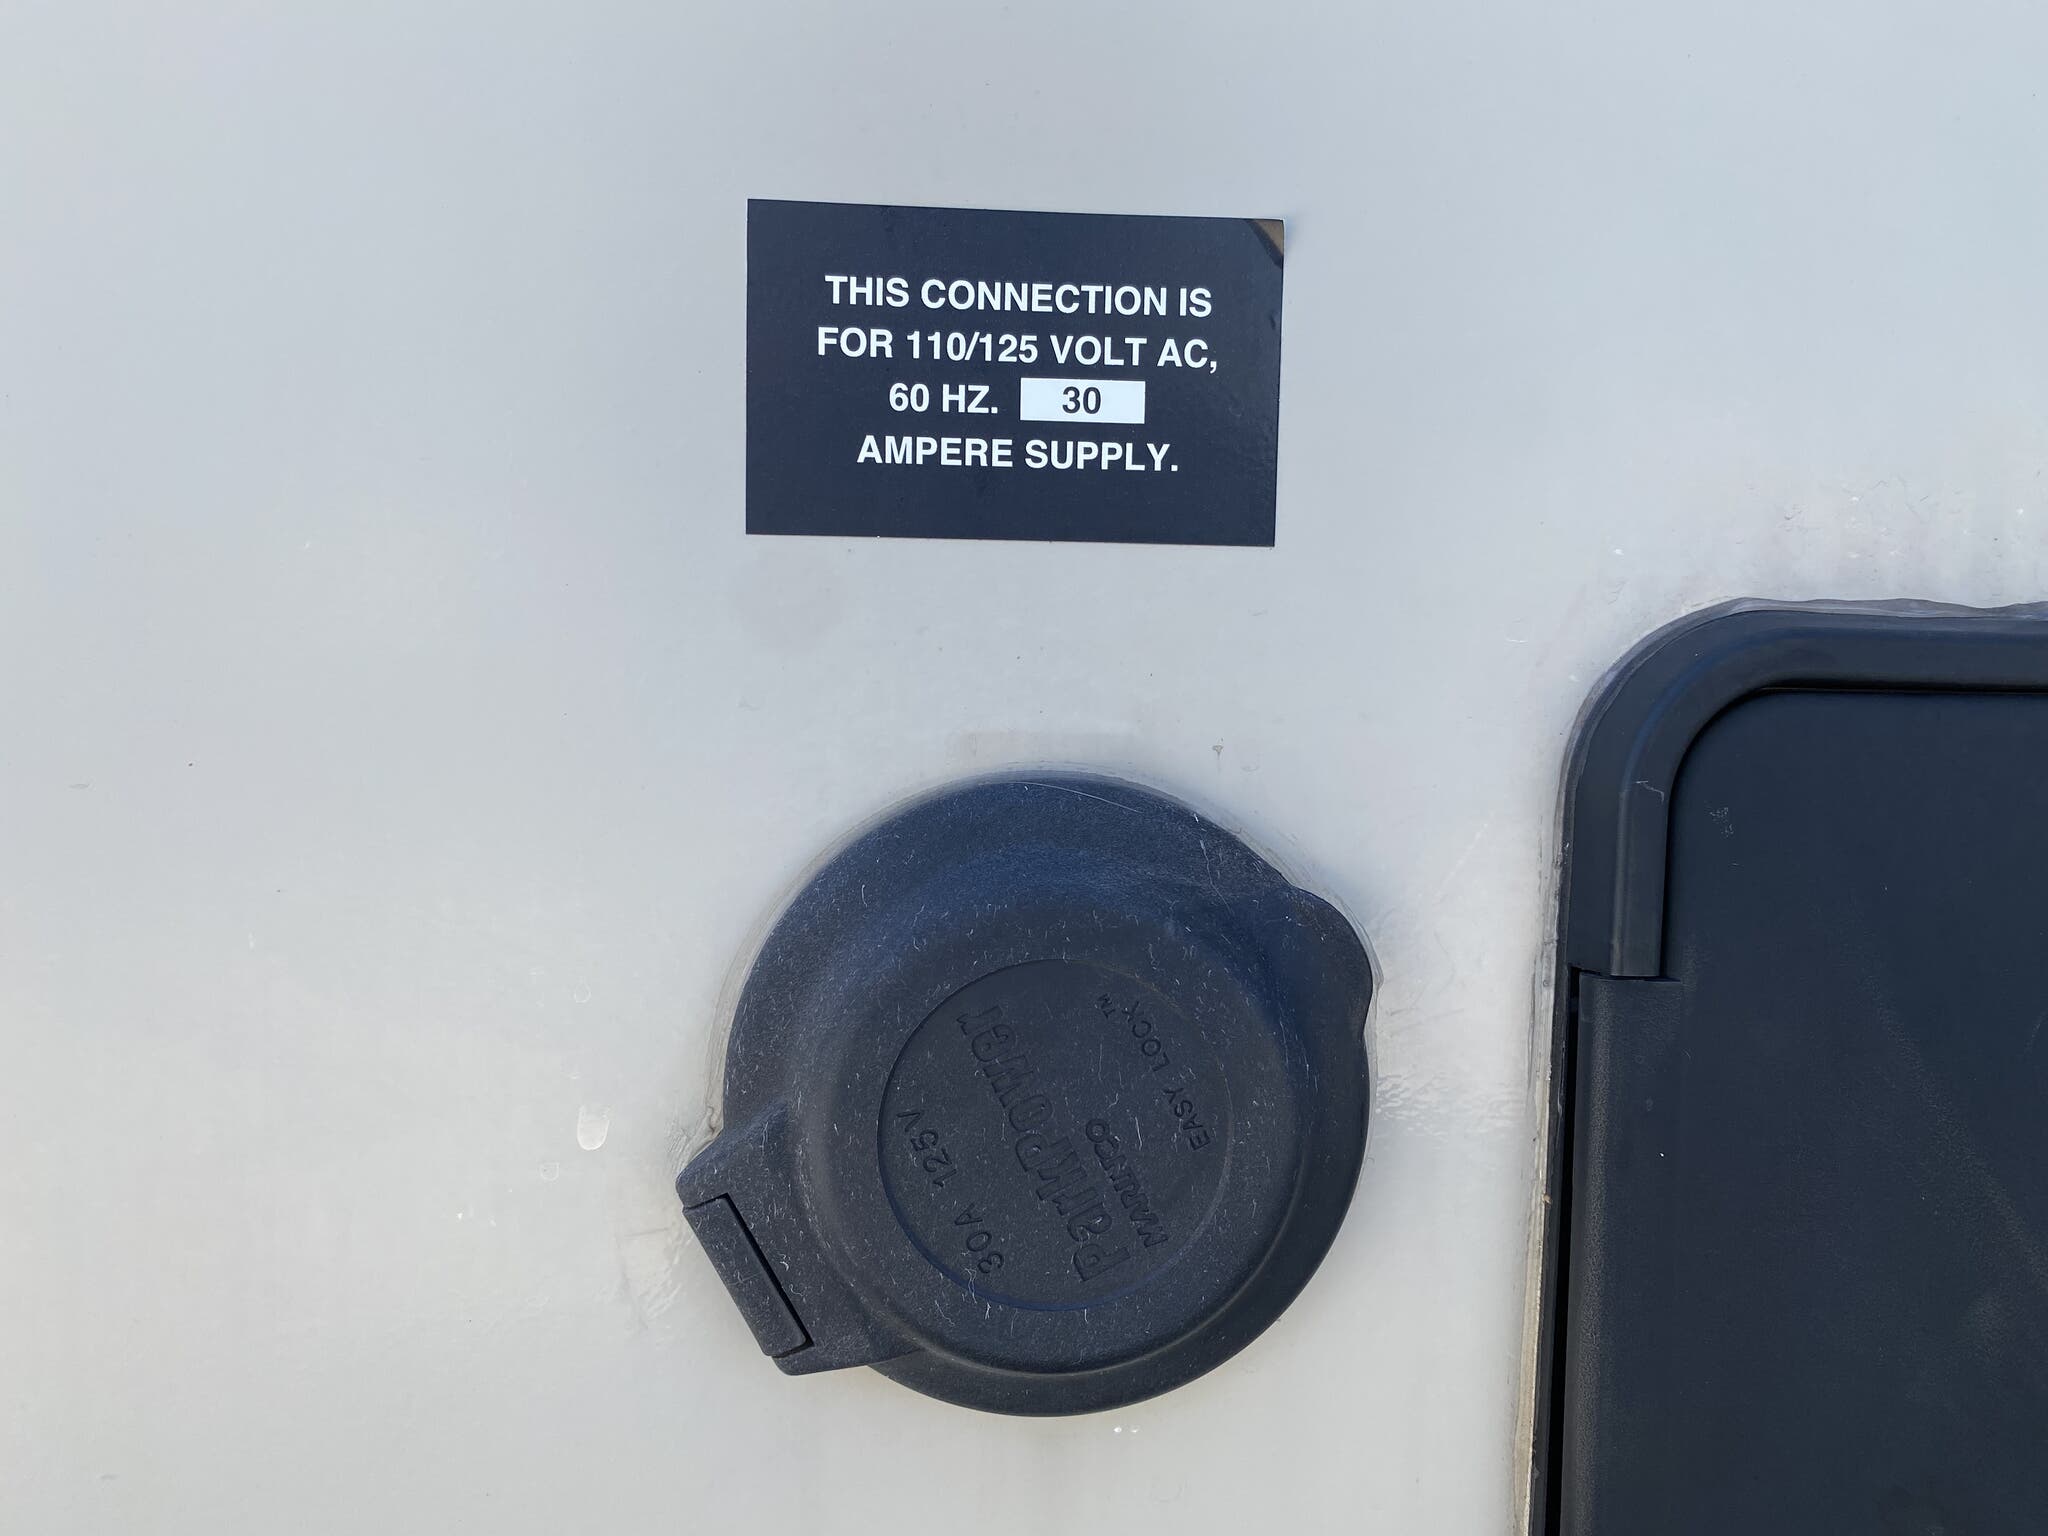 THIS CONNECTION IS
FOR 110/125 VOLT AC,
60 HZ. 30
AMPERE SUPPLY.
30A 125V
ParkPower
MARINCO
EASY LOCK™